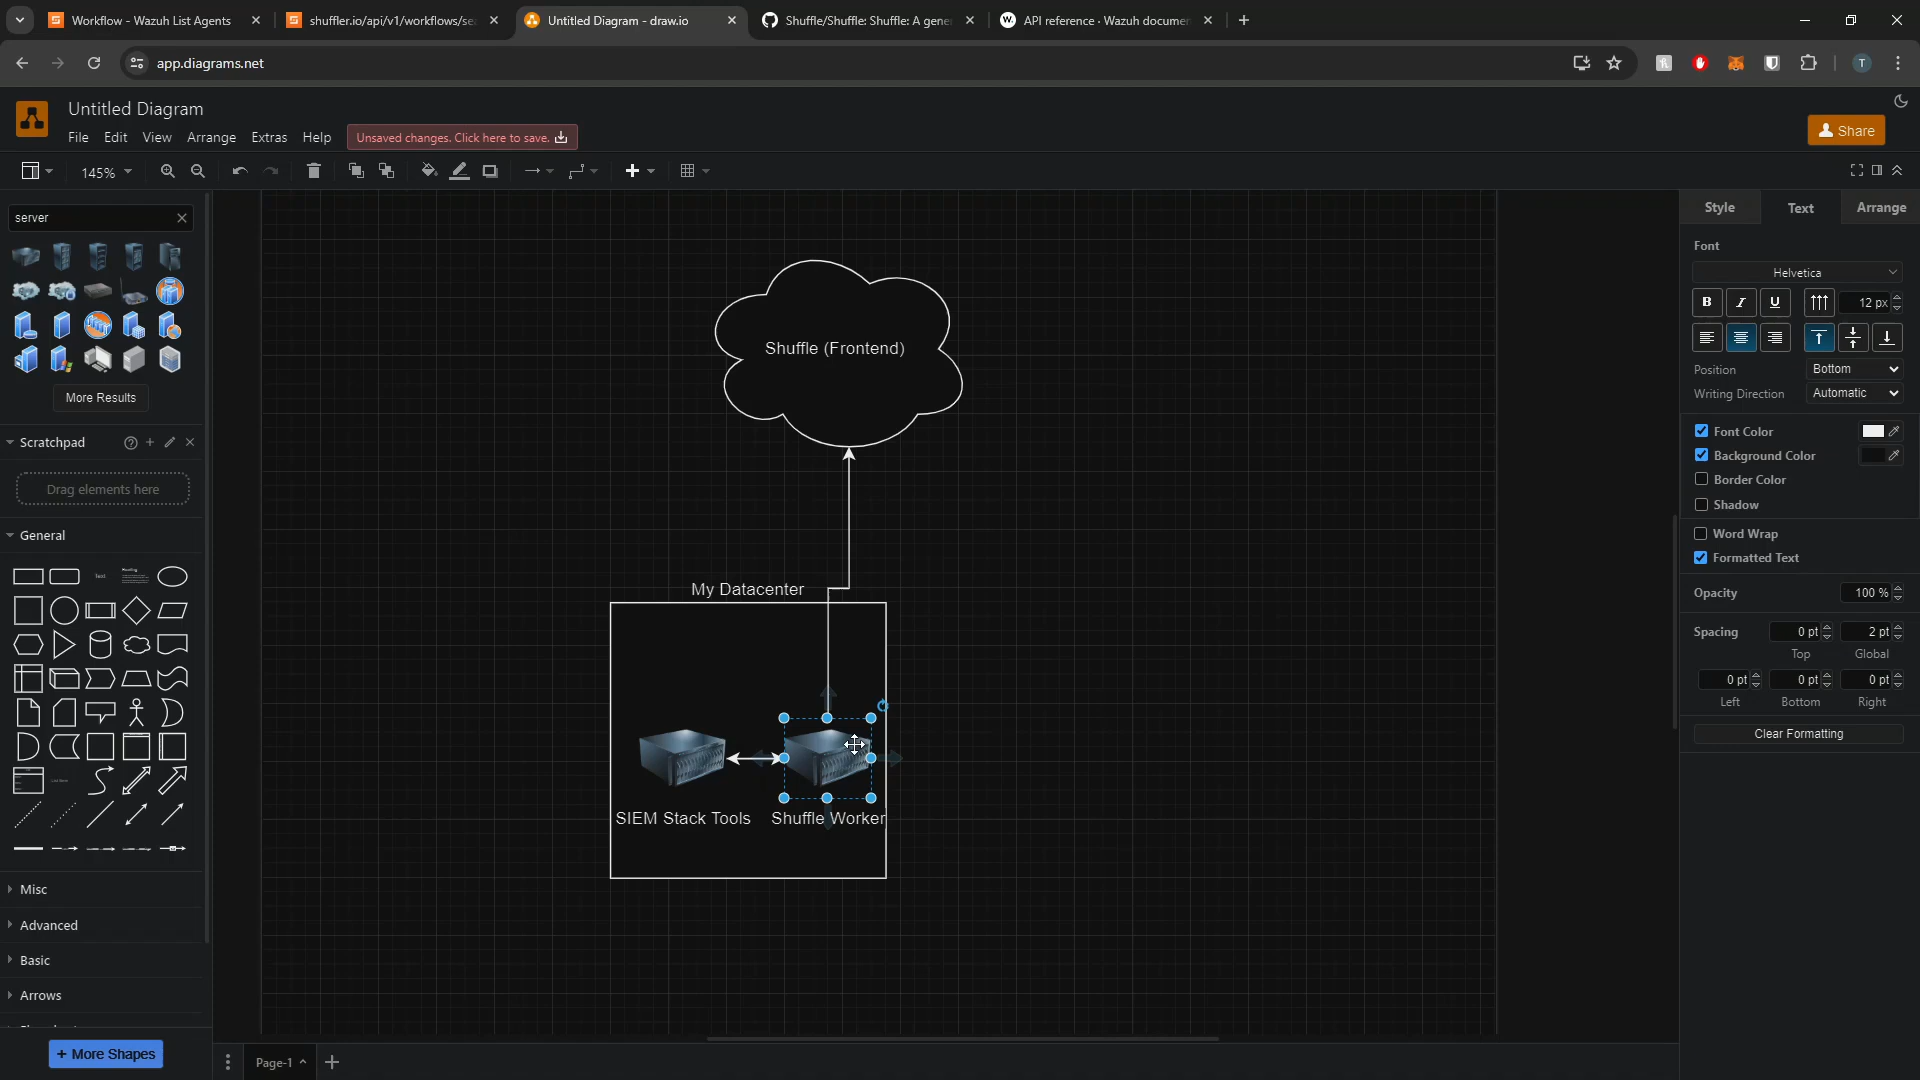 Workflow - Wazuh List Agents
shuffler.io/api/v1/workflows/se
Untitled Diagram - draw.io
Shuffle/Shuffle: Shuffle: A gene
API reference · Wazuh documen
app.diagrams.net
T
Untitled Diagram
File Edit View Arrange Extras Help
Unsaved changes. Click here to save.
Share
145%
server
More Results
Scratchpad
Drag elements here
General
Text
Heading
Misc
Advanced
Basic
Arrows
+ More Shapes
Shuffle (Frontend)
My Datacenter
SIEM Stack Tools
Shuffle Worker
Page-1
Style Text Arrange
Font
Helvetica
B I U
12 px
Position Bottom
Writing Direction Automatic
Font Color
Background Color
Border Color
Shadow
Word Wrap
Formatted Text
Opacity 100 %
Spacing 0 pt 2 pt
Top Global
0 pt 0 pt 0 pt
Left Bottom Right
Clear Formatting